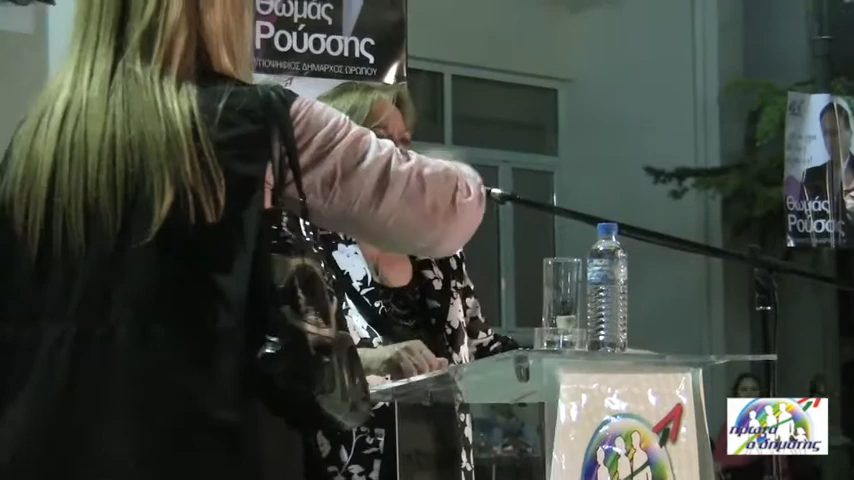 Θωμάς
Ρούσσης
ΥΠΟΨΗΦΙΟΣ ΔΗΜΑΡΧΟΣ ΩΡΩΠΟΥ
Θωμάς
Ρούσσης
πρώτα
ο δημότης